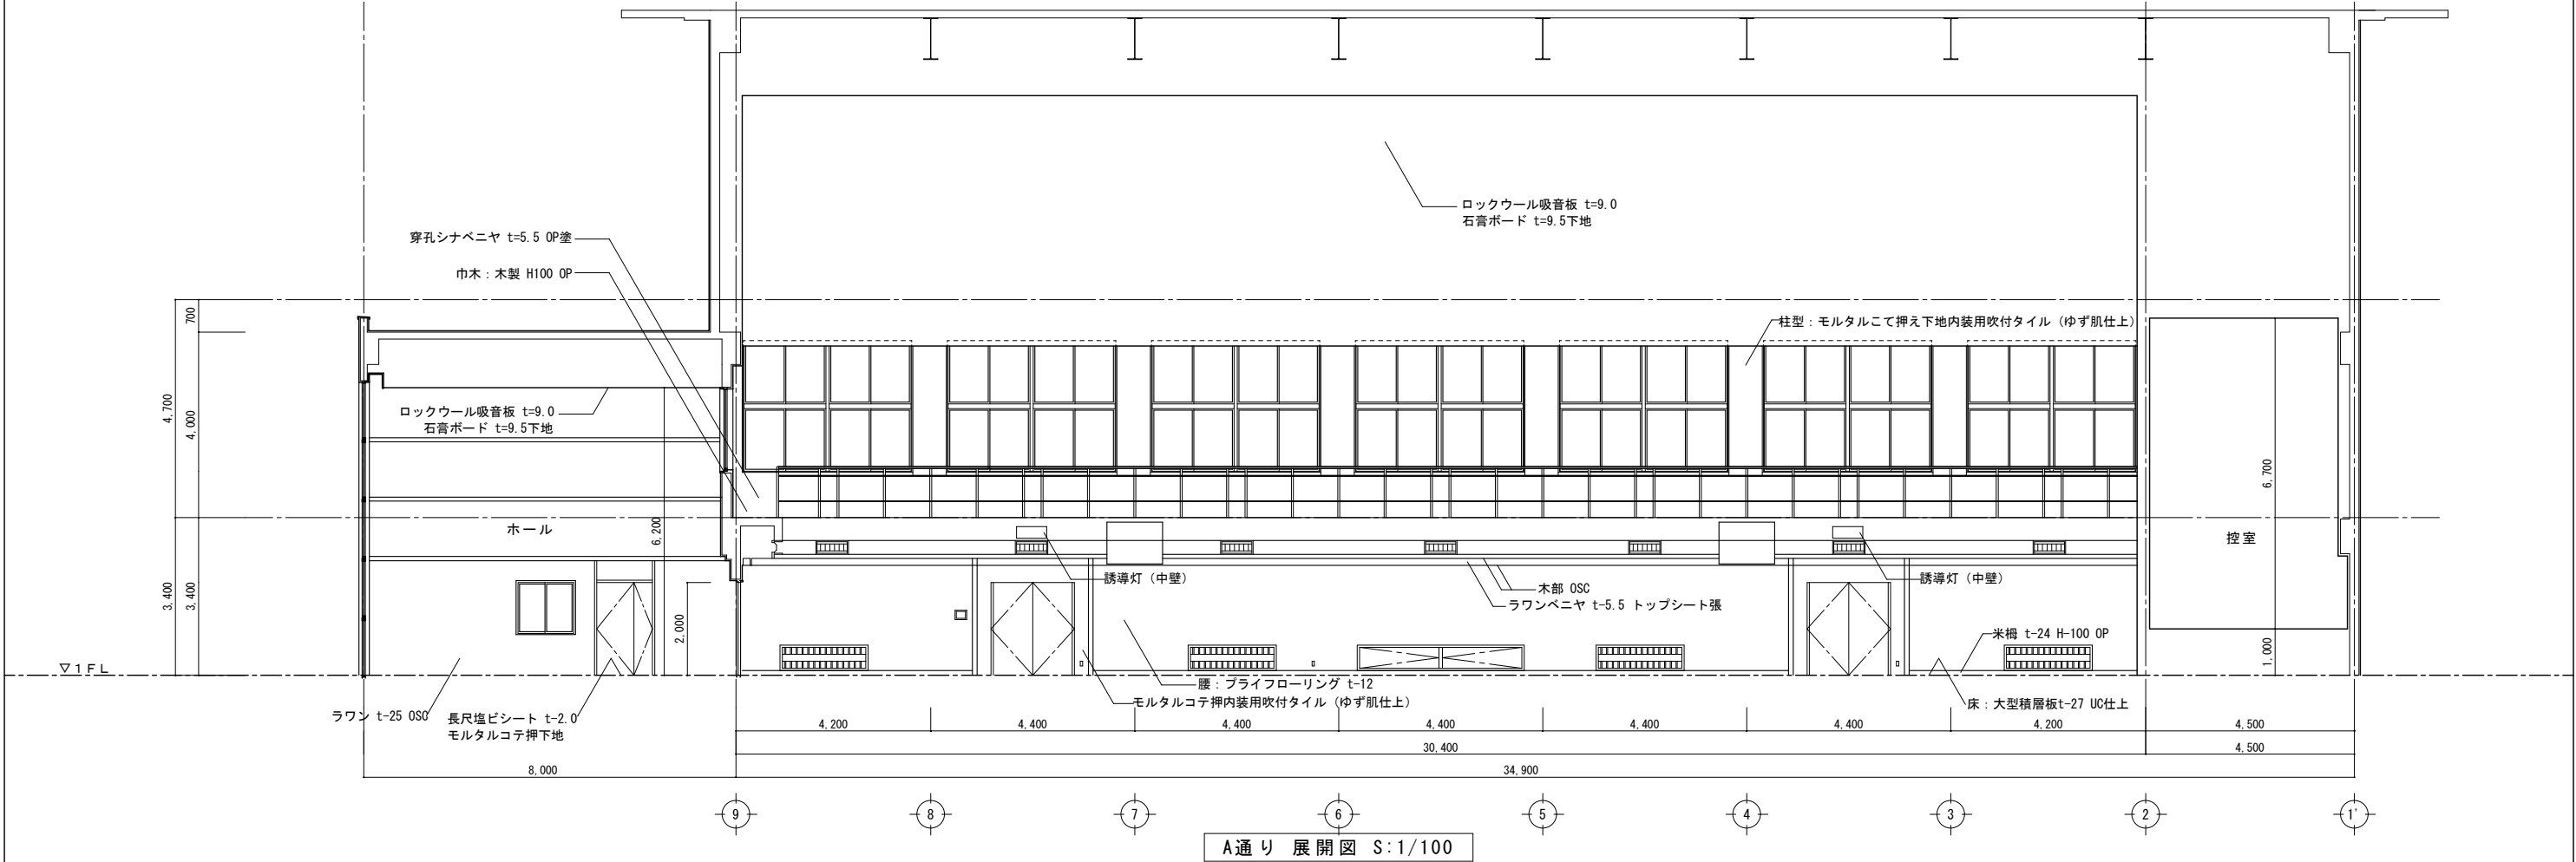 ロックウール吸音板 t=9.0
石膏ボード t=9.5下地
穿孔シナベニヤ t=5.5 OP塗
巾木：木製 H100 OP
700
柱型：モルタルこて押え下地内装用吹付タイル（ゆず肌仕上）
ロックウール吸音板 t=9.0
石膏ボード t=9.5下地
4,700
4,000
6,700
ホール
6,200
控室
誘導灯（中壁）
誘導灯（中壁）
木部 OSC
ラワンベニヤ t-5.5 トップシート張
3,400
3,400
2,000
米栂 t-24 H-100 OP
1,000
▽1FL
腰：プライフローリング t-12
モルタルコテ押内装用吹付タイル（ゆず肌仕上）
床：大型積層板t-27 UC仕上
ラワン t-25 OSC
長尺塩ビシート t-2.0
モルタルコテ押下地
4,200 4,400 4,400 4,400 4,400 4,400 4,200 4,500
30,400 4,500
8,000 34,900
9 8 7 6 5 4 3 2 1'
A通り 展開図 S:1/100